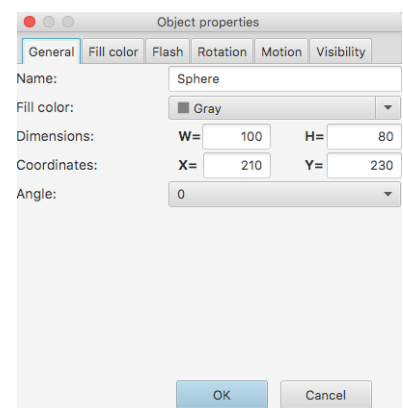 Object properties
General Fill color Flash Rotation Motion Visibility
Name: Sphere
Fill color: Gray
Dimensions: W= 100 H= 80
Coordinates: X= 210 Y= 230
Angle: 0
OK Cancel